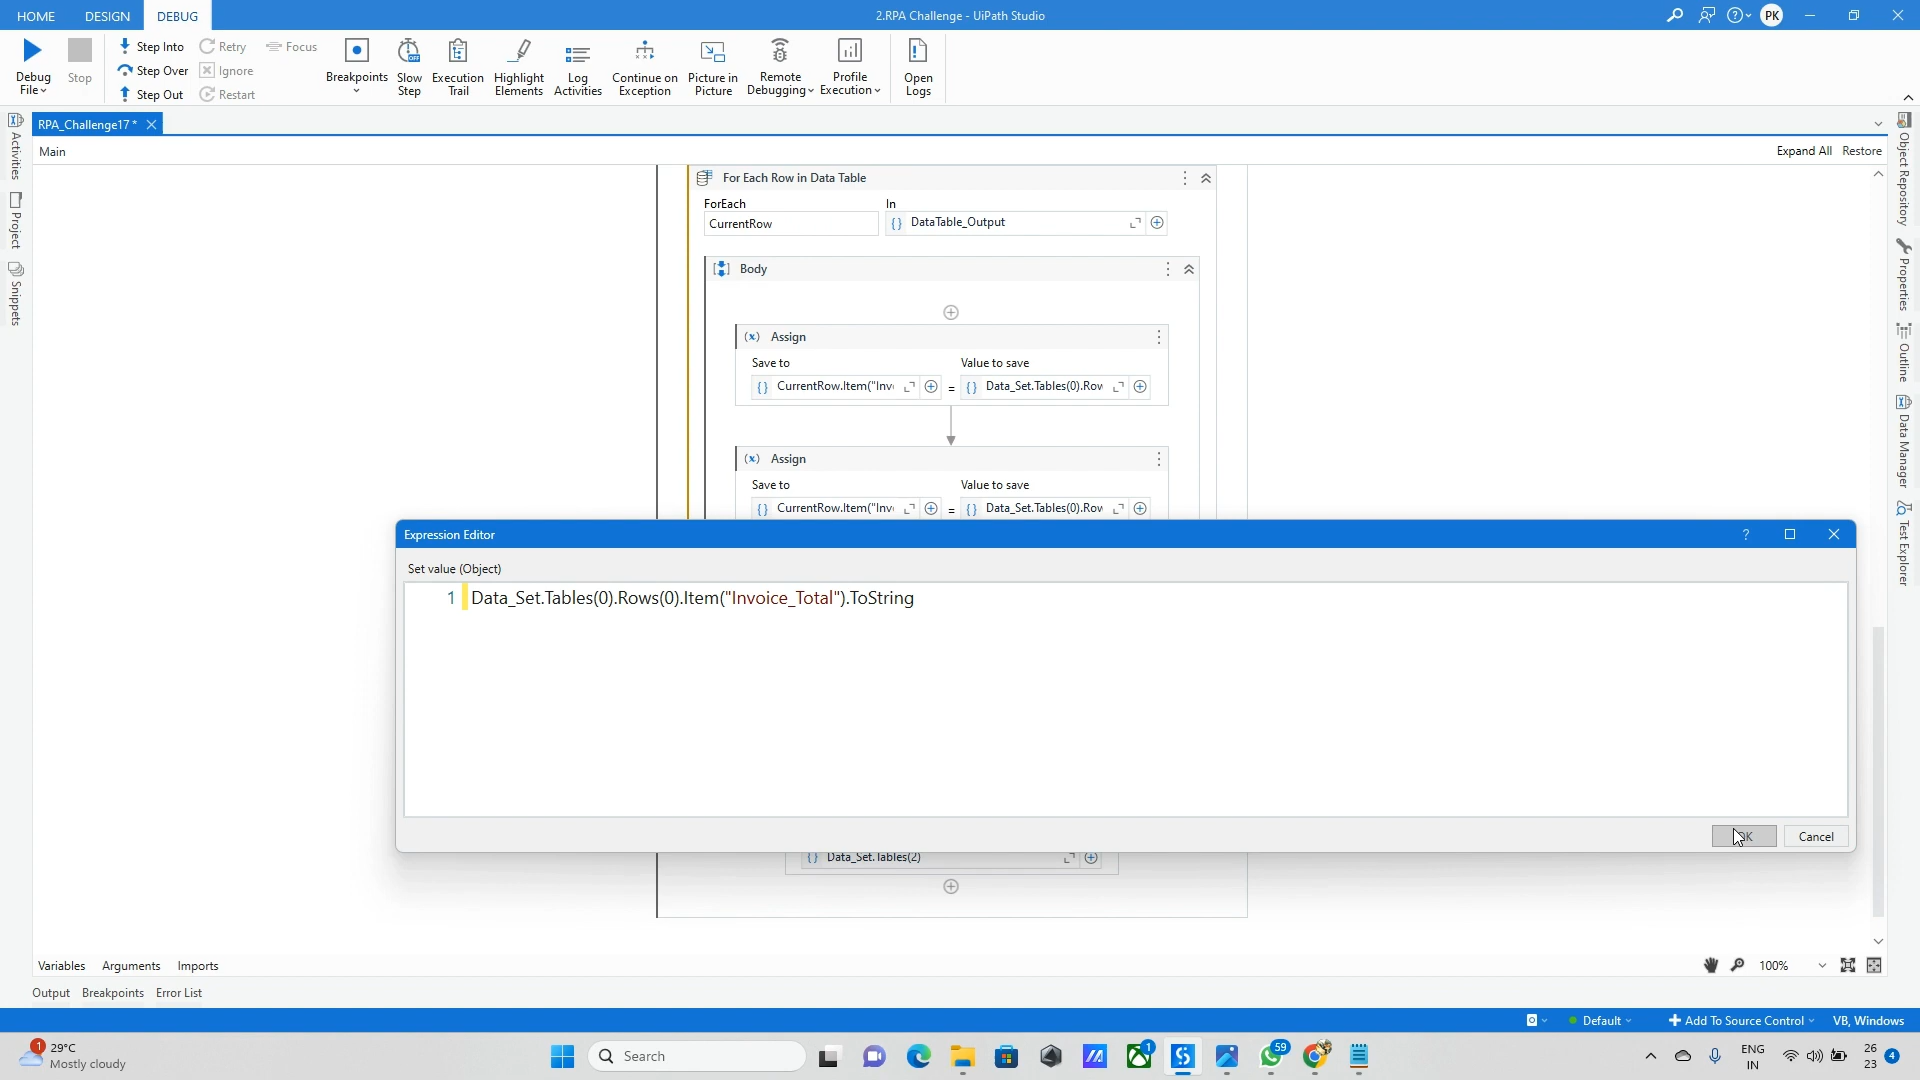 HOME DESIGN DEBUG 2.RPA Challenge - UiPath Studio PK
Debug File Stop Step Into Step Over Step Out Retry Ignore Restart Focus
Breakpoints Slow Step Execution Trail Highlight Elements Log Activities Continue on Exception Picture in Picture Remote Debugging Profile Execution Open Logs
RPA_Challenge17 *
Main Expand All Restore
Activities
Project
Snippets
Object Repository
Properties
Outline
Data Manager
Test Explorer
For Each Row in Data Table
ForEach In
CurrentRow DataTable_Output
Body
Assign
Save to Value to save
CurrentRow.Item("Inv = Data_Set.Tables(0).Row
Assign
Save to Value to save
CurrentRow.Item("Inv = Data_Set.Tables(0).Row
Expression Editor ?
Set value (Object)
1 Data_Set.Tables(0).Rows(0).Item("Invoice_Total").ToString
OK Cancel
Data_Set.Tables(2)
Variables Arguments Imports 100%
Output Breakpoints Error List
Default Add To Source Control VB, Windows
1 29°C
Mostly cloudy
Search
1
59
ENG
IN
26
23
4